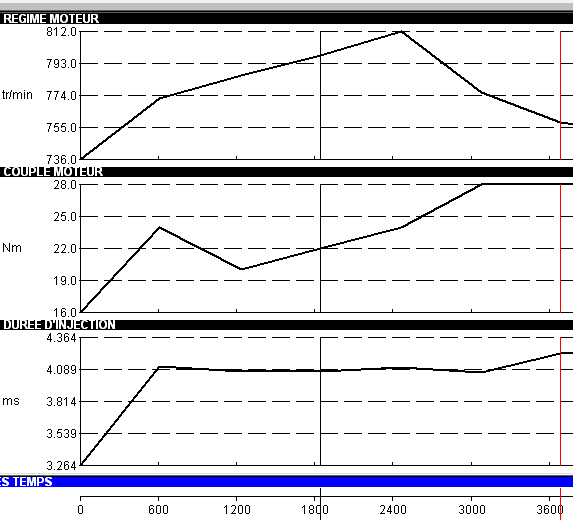 REGIME MOTEUR
812.0
793.0
tr/min
774.0
755.0
736.0
COUPLE MOTEUR
28.0
25.0
Nm
22.0
19.0
16.0
DUREE D'INJECTION
4.364
4.089
ms
3.814
3.539
3.264
ES TEMPS
0 600 1200 1800 2400 3000 3600